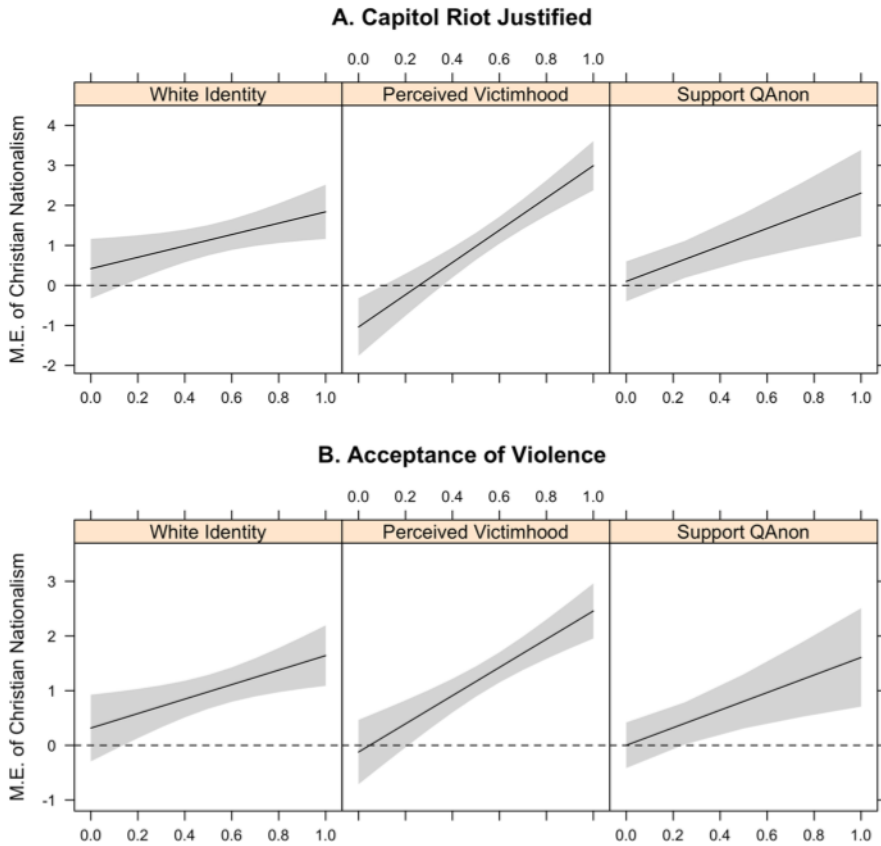 A. Capitol Riot Justified
0.0 0.2 0.4 0.6 0.8 1.0
White Identity Perceived Victimhood Support QAnon
M.E. of Christian Nationalism
4
3
2
1
0
-1
-2
0.0 0.2 0.4 0.6 0.8 1.0 0.0 0.2 0.4 0.6 0.8 1.0
B. Acceptance of Violence
0.0 0.2 0.4 0.6 0.8 1.0
White Identity Perceived Victimhood Support QAnon
M.E. of Christian Nationalism
3
2
1
0
-1
0.0 0.2 0.4 0.6 0.8 1.0 0.0 0.2 0.4 0.6 0.8 1.0